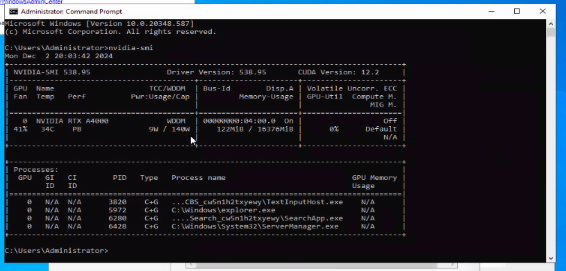 Administrator: Command Prompt
Microsoft Windows [Version 10.0.20348.587]
(c) Microsoft Corporation. All rights reserved.
C:\Users\Administrator>nvidia-smi
Mon Dec  2 20:03:42 2024
| NVIDIA-SMI 538.95                 Driver Version: 538.95       CUDA Version: 12.2     |
| GPU  Name                     TCC/WDDM  | Bus-Id        Disp.A | Volatile Uncorr. ECC |
| Fan  Temp   Perf          Pwr:Usage/Cap |         Memory-Usage | GPU-Util  Compute M. |
|                                         |                      |               MIG M. |
|   0  NVIDIA RTX A4000             WDDM  | 00000000:04:00.0  On |                  Off |
| 41%   34C    P8               9W / 140W |    122MiB / 16376MiB |      0%      Default |
|                                         |                      |                  N/A |
| Processes:                                                                            |
|  GPU   GI   CI        PID   Type   Process name                            GPU Memory |
|        ID   ID                                                             Usage      |
|    0   N/A  N/A      3820    C+G   ...CBS_cw5n1h2txyewy\TextInputHost.exe    N/A      |
|    0   N/A  N/A      5972    C+G   C:\Windows\explorer.exe                   N/A      |
|    0   N/A  N/A      6280    C+G   ....Search_cw5n1h2txyewy\SearchApp.exe    N/A      |
|    0   N/A  N/A      6428    C+G   C:\Windows\System32\ServerManager.exe     N/A      |
C:\Users\Administrator>